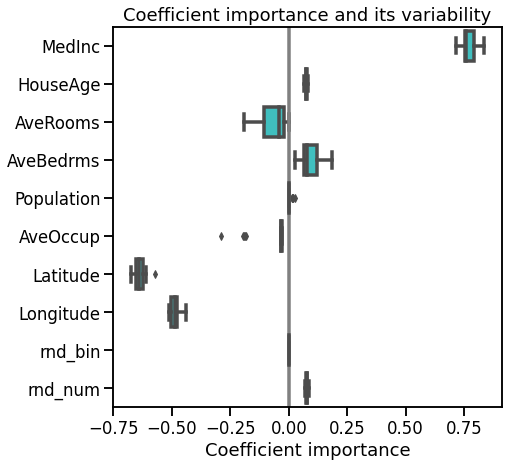 Coefficient importance and its variability
MedInc
HouseAge
AveRooms
AveBedrms
Population
AveOccup
Latitude
Longitude
rnd_bin
rnd_num
−0.75 −0.50 −0.25 0.00 0.25 0.50 0.75
Coefficient importance